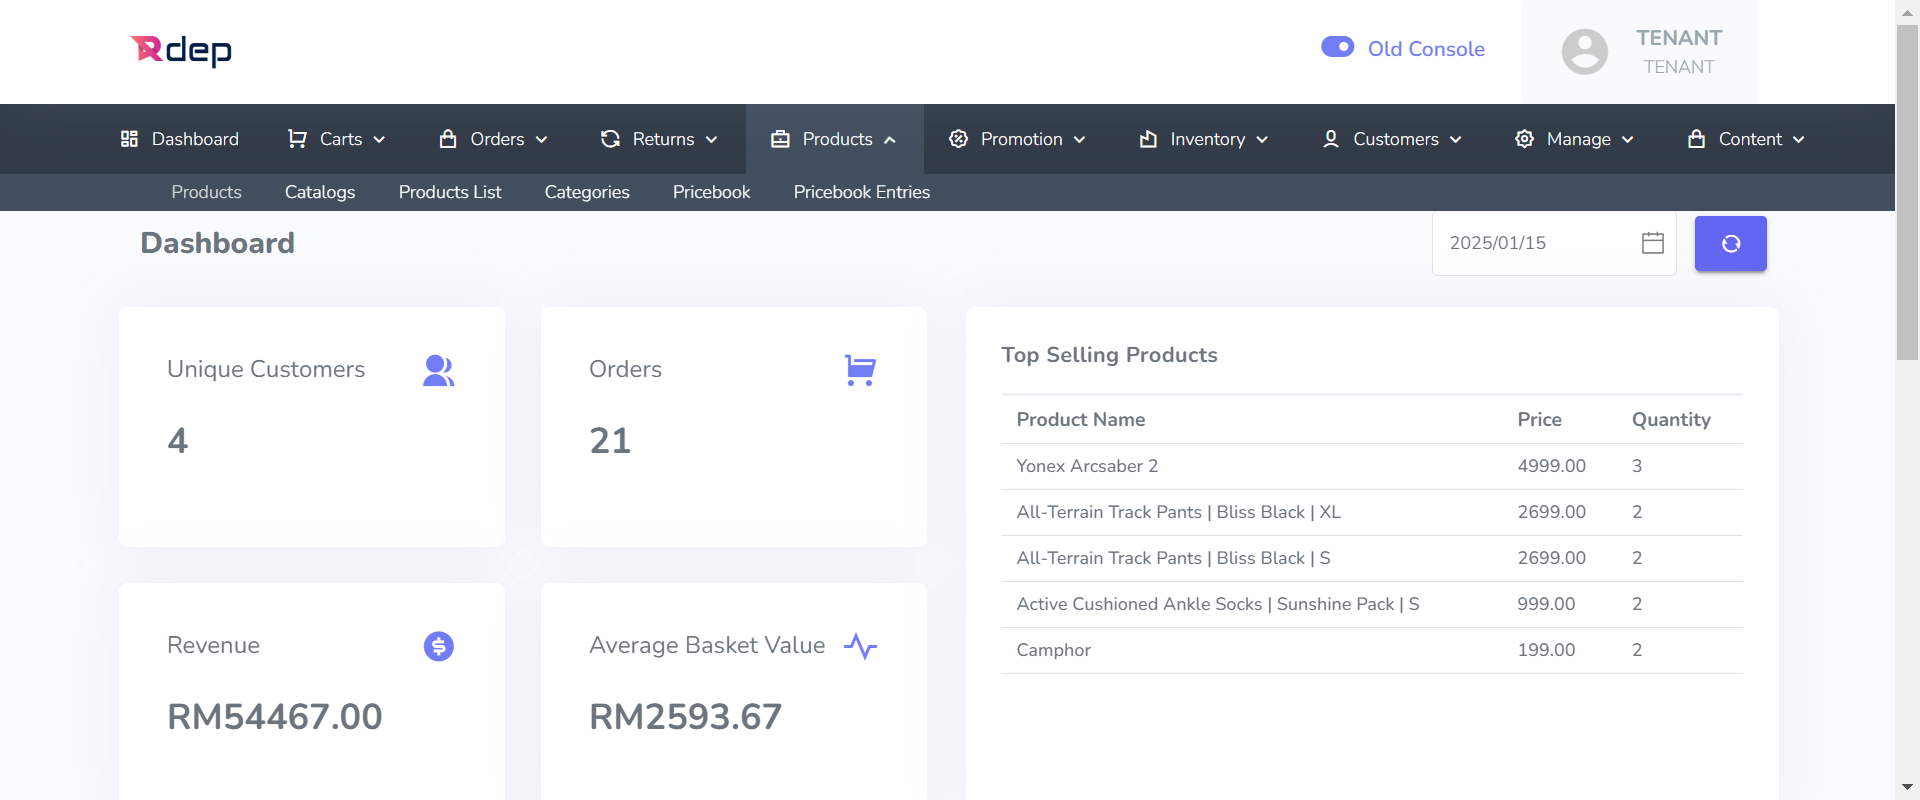 Rdep
Old Console
TENANT
TENANT
Dashboard Carts Orders Returns Products Promotion Inventory Customers Manage Content
Products Catalogs Products List Categories Pricebook Pricebook Entries
Dashboard
2025/01/15
Unique Customers
4
Orders
21
Revenue
RM54467.00
Average Basket Value
RM2593.67
Top Selling Products
Product Name Price Quantity
Yonex Arcsaber 2 4999.00 3
All-Terrain Track Pants | Bliss Black | XL 2699.00 2
All-Terrain Track Pants | Bliss Black | S 2699.00 2
Active Cushioned Ankle Socks | Sunshine Pack | S 999.00 2
Camphor 199.00 2